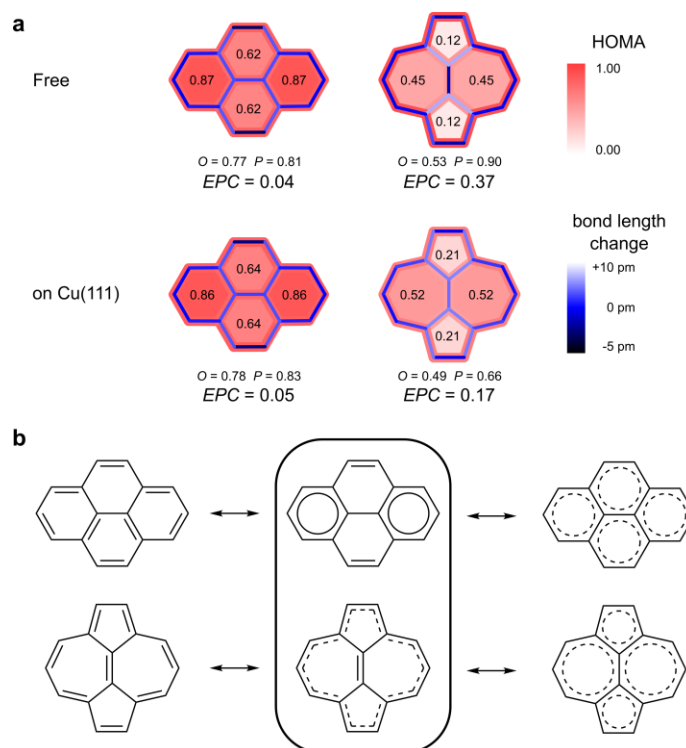 a
HOMA
Free
0.62
0.87 0.87
0.62
0.12
0.45 0.45
0.12
1.00
0.00
O = 0.77 P = 0.81
EPC = 0.04
O = 0.53 P = 0.90
EPC = 0.37
bond length
change
on Cu(111)
0.64
0.86 0.86
0.64
0.21
0.52 0.52
0.21
+10 pm
0 pm
-5 pm
O = 0.78 P = 0.83
EPC = 0.05
O = 0.49 P = 0.66
EPC = 0.17
b